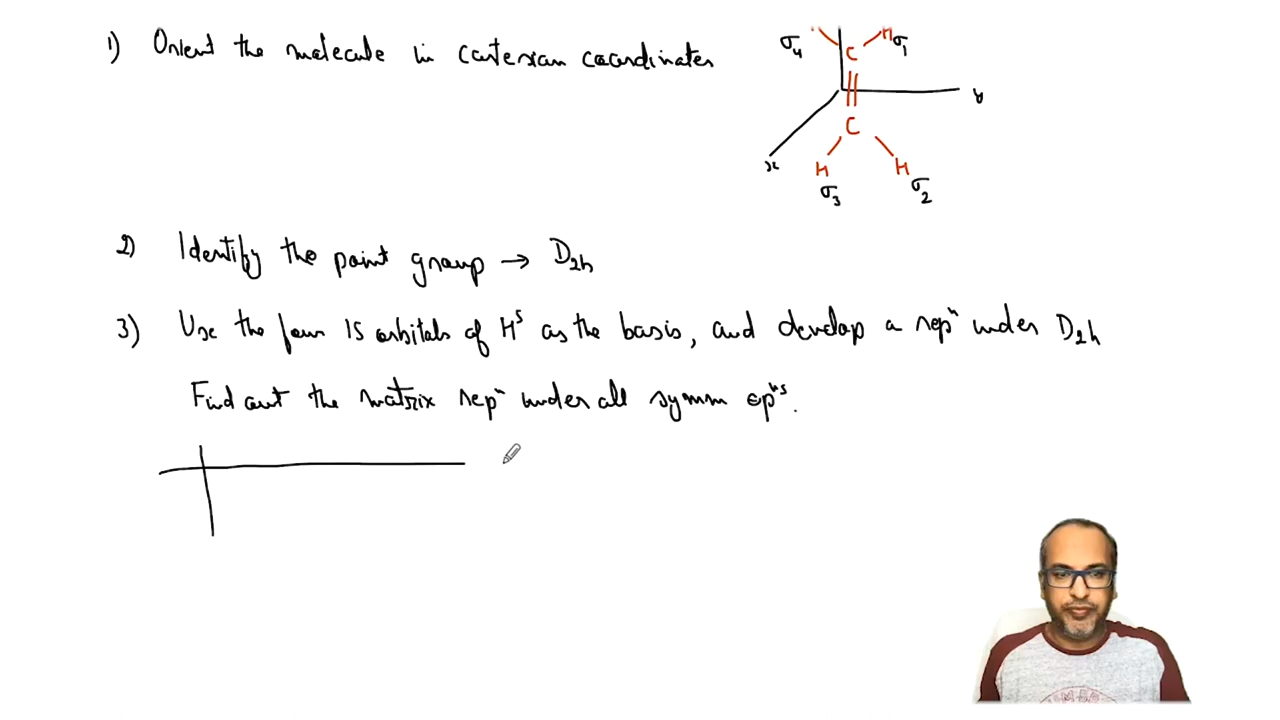 1) Orient the molecule in cartesian coordinates
σ4 C H σ1
y
C
x H H
σ3 σ2
2) Identify the point group → D2h
3) Use the four 1S orbitals of Hs as the basis, and develop a repn under D2h
Find out the matrix repn under all symm opns.